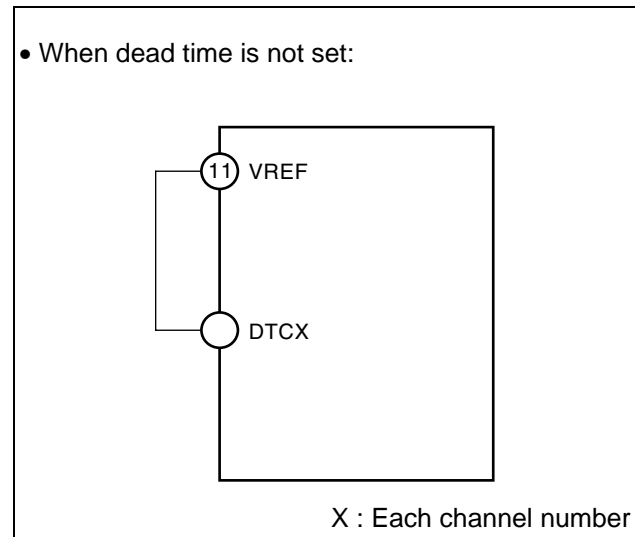 • When dead time is not set:
11 VREF
DTCX
X : Each channel number